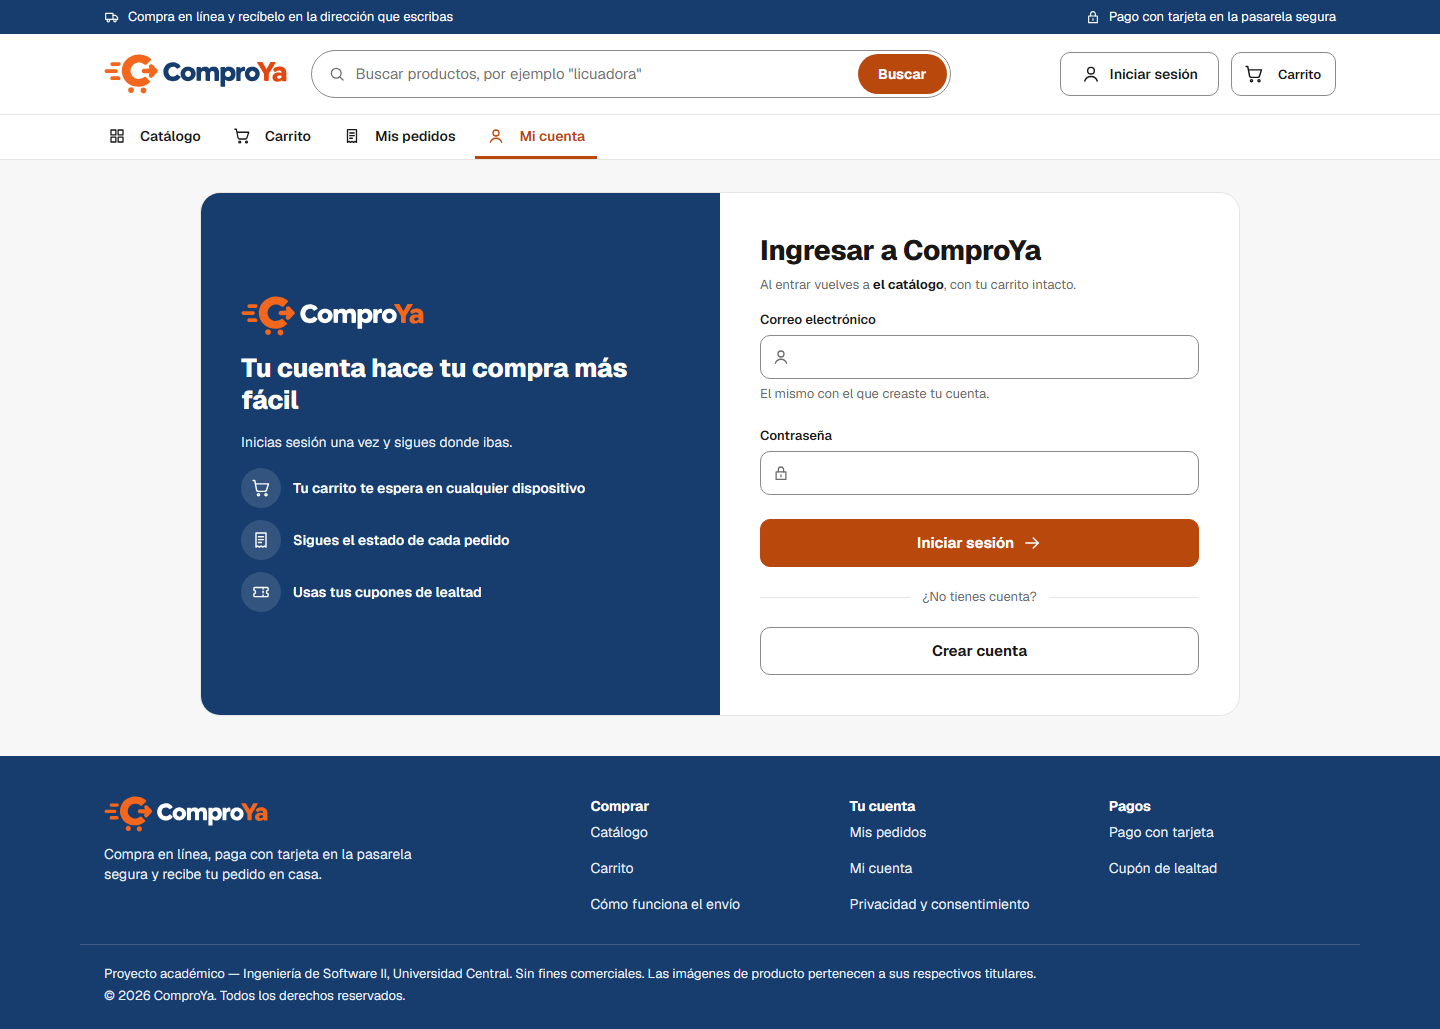 Compra en línea y recíbelo en la dirección que escribas
Pago con tarjeta en la pasarela segura
ComproYa
Buscar productos, por ejemplo "licuadora"
Buscar
Iniciar sesión
Carrito
Catálogo
Carrito
Mis pedidos
Mi cuenta
ComproYa
Tu cuenta hace tu compra más
fácil
Inicias sesión una vez y sigues donde ibas.
Tu carrito te espera en cualquier dispositivo
Sigues el estado de cada pedido
Usas tus cupones de lealtad
Ingresar a ComproYa
Al entrar vuelves a el catálogo, con tu carrito intacto.
Correo electrónico
El mismo con el que creaste tu cuenta.
Contraseña
Iniciar sesión
¿No tienes cuenta?
Crear cuenta
ComproYa
Compra en línea, paga con tarjeta en la pasarela
segura y recibe tu pedido en casa.
Comprar
Catálogo
Carrito
Cómo funciona el envío
Tu cuenta
Mis pedidos
Mi cuenta
Privacidad y consentimiento
Pagos
Pago con tarjeta
Cupón de lealtad
Proyecto académico — Ingeniería de Software II, Universidad Central. Sin fines comerciales. Las imágenes de producto pertenecen a sus respectivos titulares.
© 2026 ComproYa. Todos los derechos reservados.